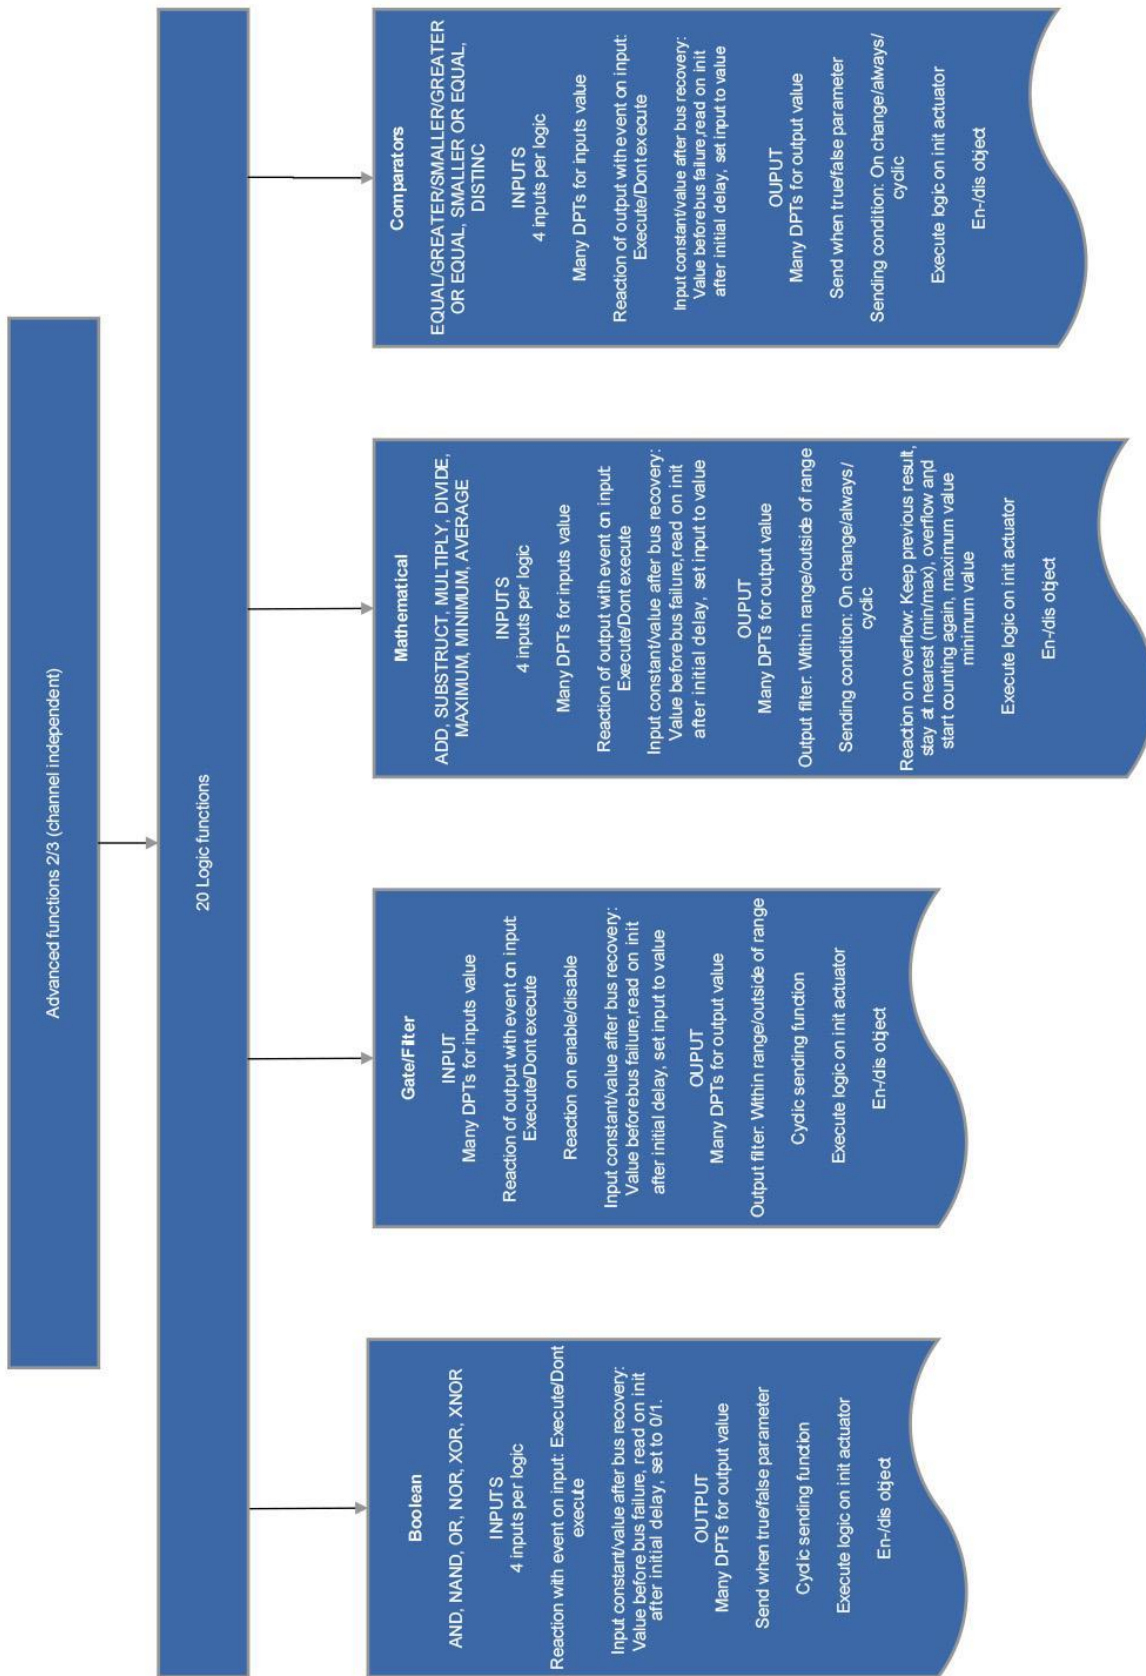 Advanced functions 2/3 (channel independent)
20 Logic functions
Boolean
AND, NAND, OR, NOR, XOR, XNOR
INPUTS
4 inputs per logic
Reaction with event on input: Execute/Dont
execute
Input constant/value after bus recovery:
Value before bus failure, read on init
after initial delay, set to 0/1.
OUTPUT
Many DPTs for output value
Send when true/false parameter
Cyclic sending function
Execute logic on init actuator
En-/dis object
Gate/Filter
INPUT
Many DPTs for inputs value
Reaction of output with event on input:
Execute/Dont execute
Reaction on enable/disable
Input constant/value after bus recovery:
Value before bus failure,read on init
after initial delay, set input to value
OUPUT
Many DPTs for output value
Output filter: Within range/outside of range
Cyclic sending function
Execute logic on init actuator
En-/dis object
Mathematical
ADD, SUBSTRUCT, MULTIPLY, DIVIDE,
MAXIMUM, MINIMUM, AVERAGE
INPUTS
4 inputs per logic
Many DPTs for inputs value
Reaction of output with event on input:
Execute/Dont execute
Input constant/value after bus recovery:
Value before bus failure,read on init
after initial delay, set input to value
OUPUT
Many DPTs for output value
Output filter: Within range/outside of range
Sending condition: On change/always/
cyclic
Reaction on overflow: Keep previous result,
stay at nearest (min/max), overflow and
start counting again, maximum value
minimum value
Execute logic on init actuator
En-/dis object
Comparators
EQUAL/GREATER/SMALLER/GREATER
OR EQUAL, SMALLER OR EQUAL,
DISTINC
INPUTS
4 inputs per logic
Many DPTs for inputs value
Reaction of output with event on input:
Execute/Dont execute
Input constant/value after bus recovery:
Value before bus failure,read on init
after initial delay, set input to value
OUPUT
Many DPTs for output value
Send when true/false parameter
Sending condition: On change/always/
cyclic
Execute logic on init actuator
En-/dis object